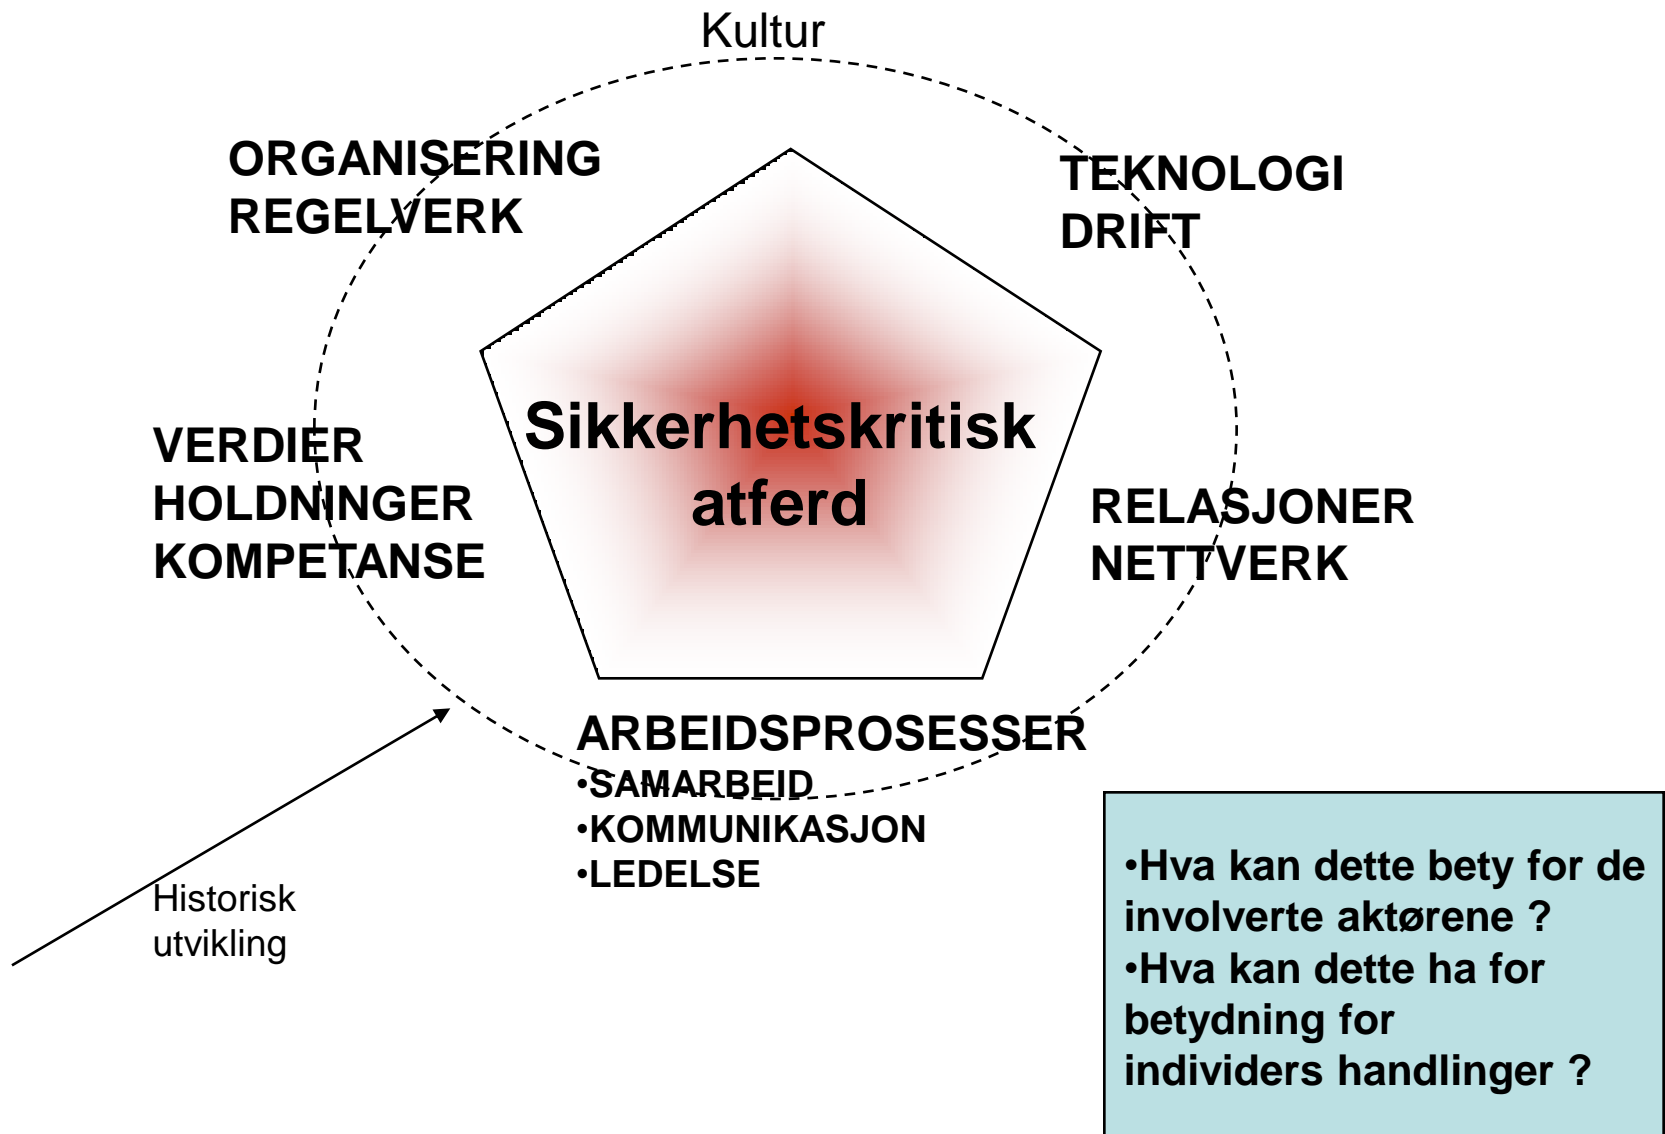 Kultur
ORGANISERING
REGELVERK
TEKNOLOGI
DRIFT
Sikkerhetskritisk
atferd
VERDIER
HOLDNINGER
KOMPETANSE
RELASJONER
NETTVERK
ARBEIDSPROSESSER
•SAMARBEID
•KOMMUNIKASJON
•LEDELSE
Historisk
utvikling
•Hva kan dette bety for de
involverte aktørene ?
•Hva kan dette ha for
betydning for
individers handlinger ?